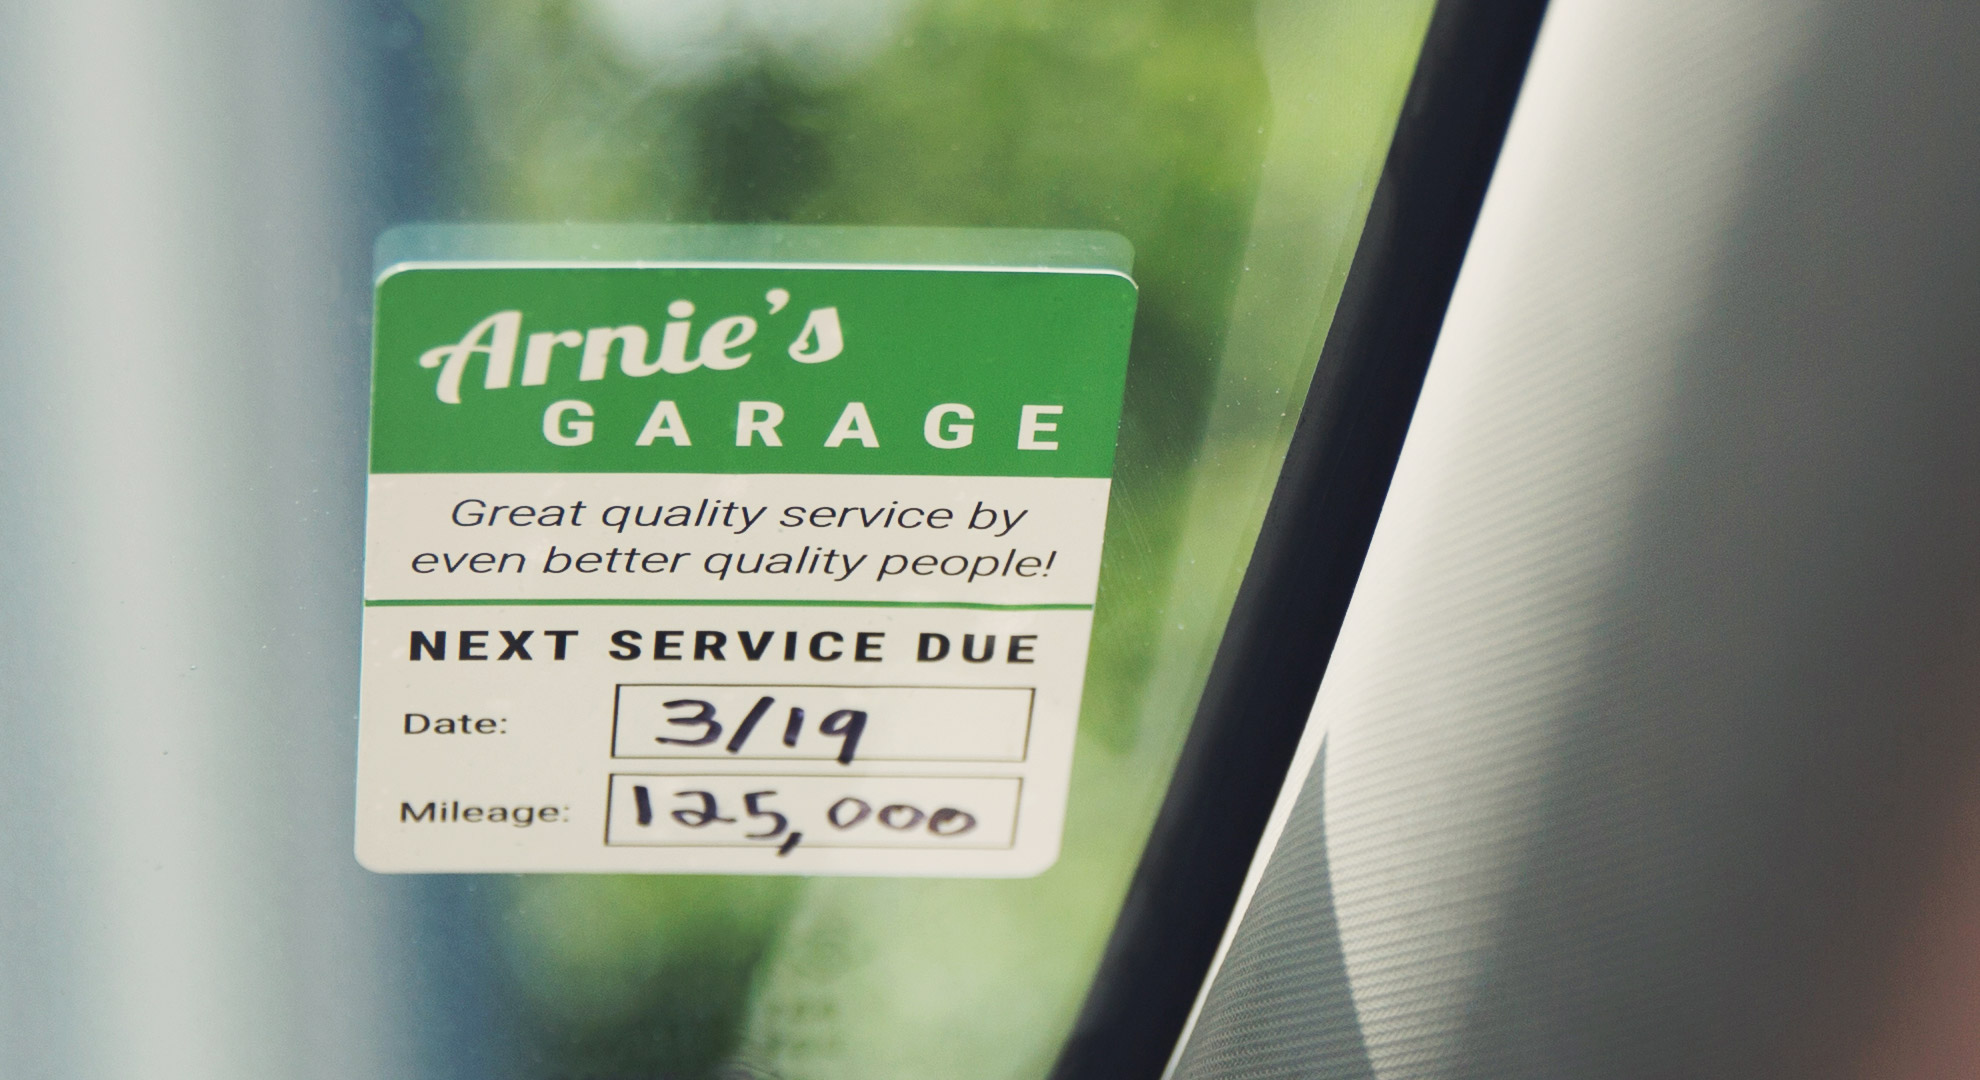 Arnie's
GARAGE
Great quality service by
even better quality people!
NEXT SERVICE DUE
Date: 3/19
Mileage: 125,000